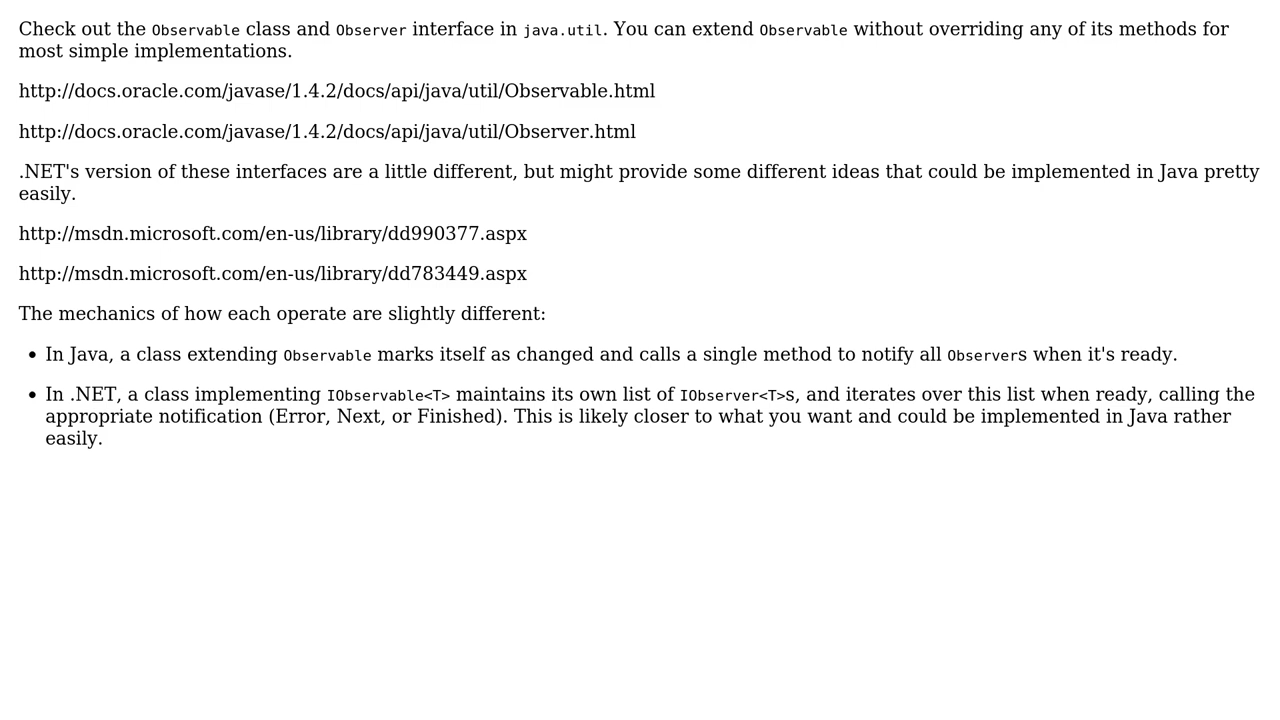 Check out the Observable class and Observer interface in java.util. You can extend Observable without overriding any of its methods for
most simple implementations.
http://docs.oracle.com/javase/1.4.2/docs/api/java/util/Observable.html
http://docs.oracle.com/javase/1.4.2/docs/api/java/util/Observer.html
.NET's version of these interfaces are a little different, but might provide some different ideas that could be implemented in Java pretty
easily.
http://msdn.microsoft.com/en-us/library/dd990377.aspx
http://msdn.microsoft.com/en-us/library/dd783449.aspx
The mechanics of how each operate are slightly different:
• In Java, a class extending Observable marks itself as changed and calls a single method to notify all Observers when it's ready.
• In .NET, a class implementing IObservable<T> maintains its own list of IObserver<T>s, and iterates over this list when ready, calling the
appropriate notification (Error, Next, or Finished). This is likely closer to what you want and could be implemented in Java rather
easily.